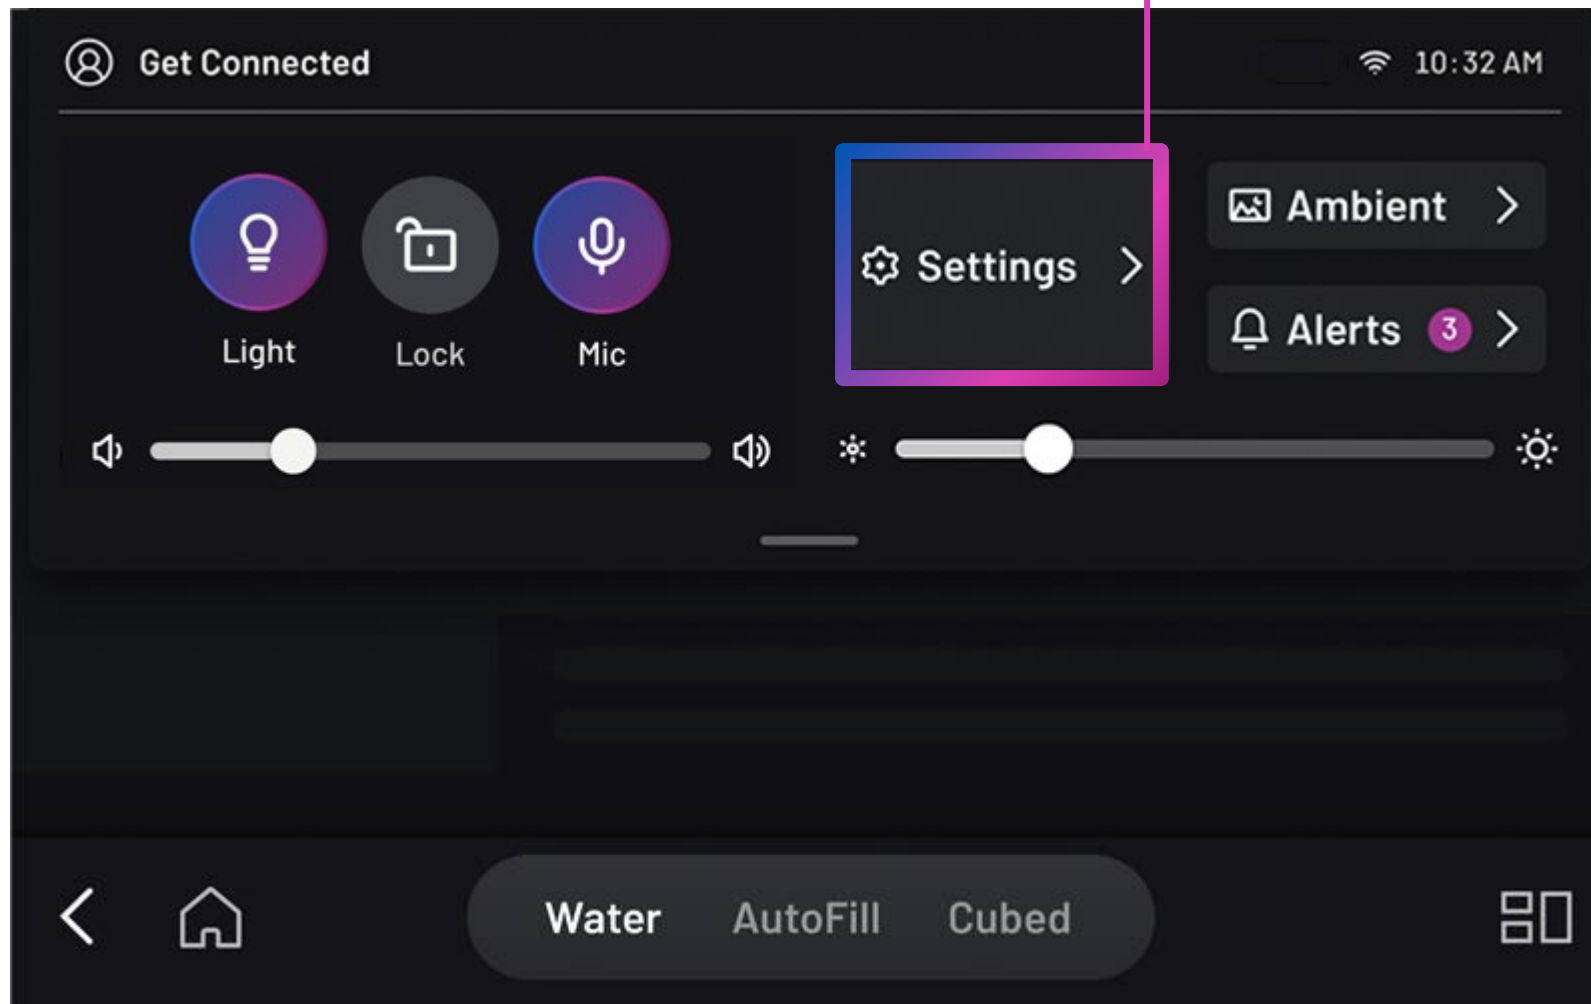 Get Connected
10:32 AM
Settings
Ambient
Alerts 3
Light
Lock
Mic
Water
AutoFill
Cubed